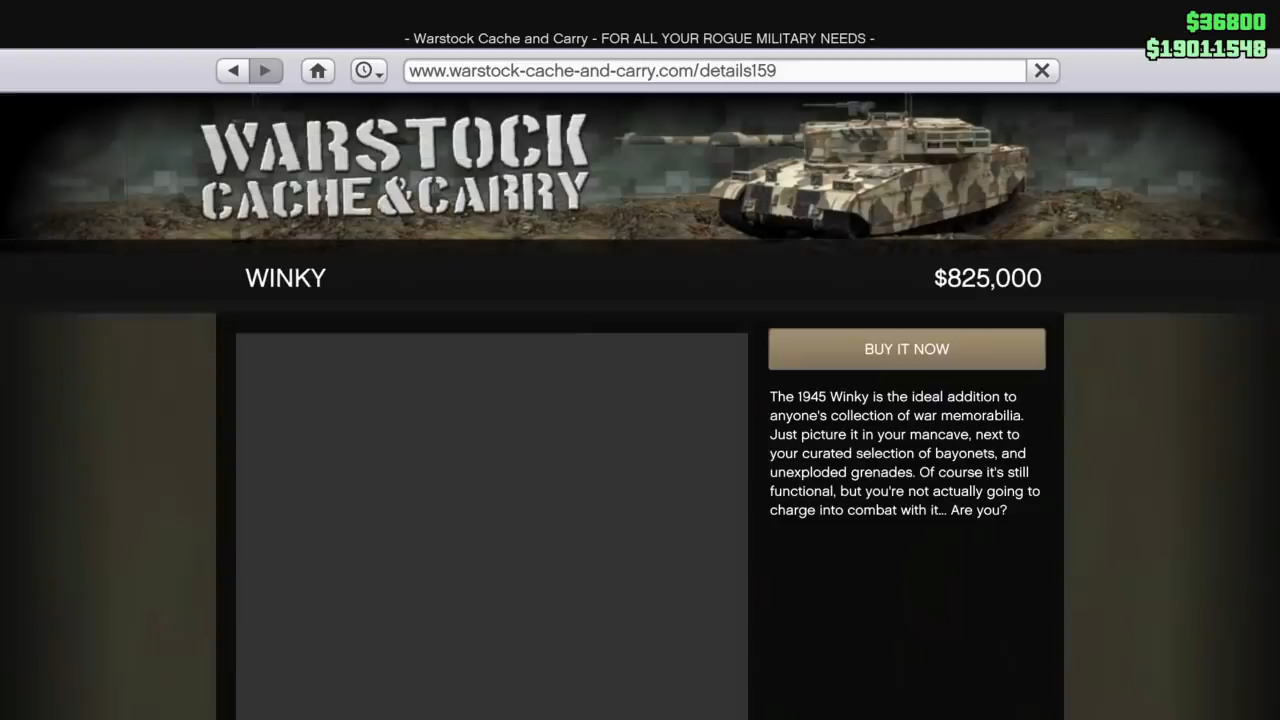 $36800
- Warstock Cache and Carry - FOR ALL YOUR ROGUE MILITARY NEEDS -
$19011548
www.warstock-cache-and-carry.com/details159
WARSTOCK
CACHE&CARRY
WINKY
$825,000
BUY IT NOW
The 1945 Winky is the ideal addition to
anyone's collection of war memorabilia.
Just picture it in your mancave, next to
your curated selection of bayonets, and
unexploded grenades. Of course it's still
functional, but you're not actually going to
charge into combat with it... Are you?